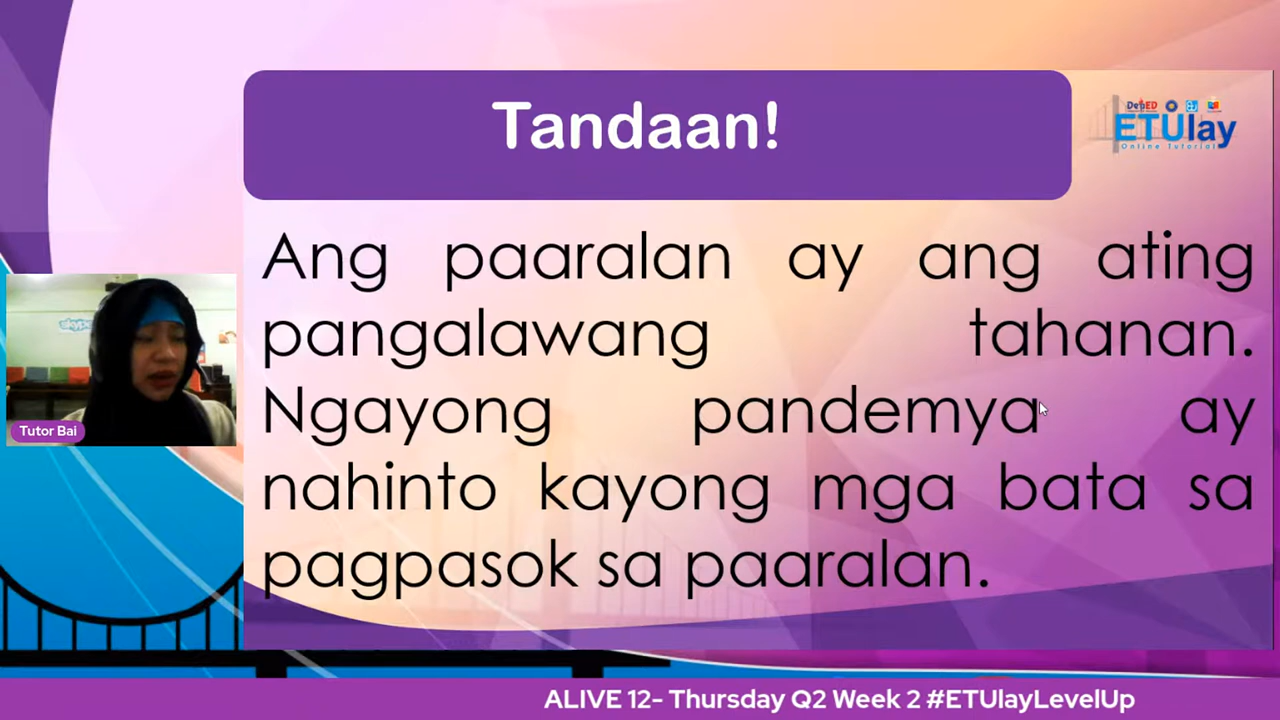 Tandaan!
DepED
ETUlay
Online Tutorial
Ang paaralan ay ang ating
pangalawang tahanan.
Ngayong pandemya ay
nahinto kayong mga bata sa
pagpasok sa paaralan.
skype
Tutor Bai
ALIVE 12- Thursday Q2 Week 2 #ETUlayLevelUp